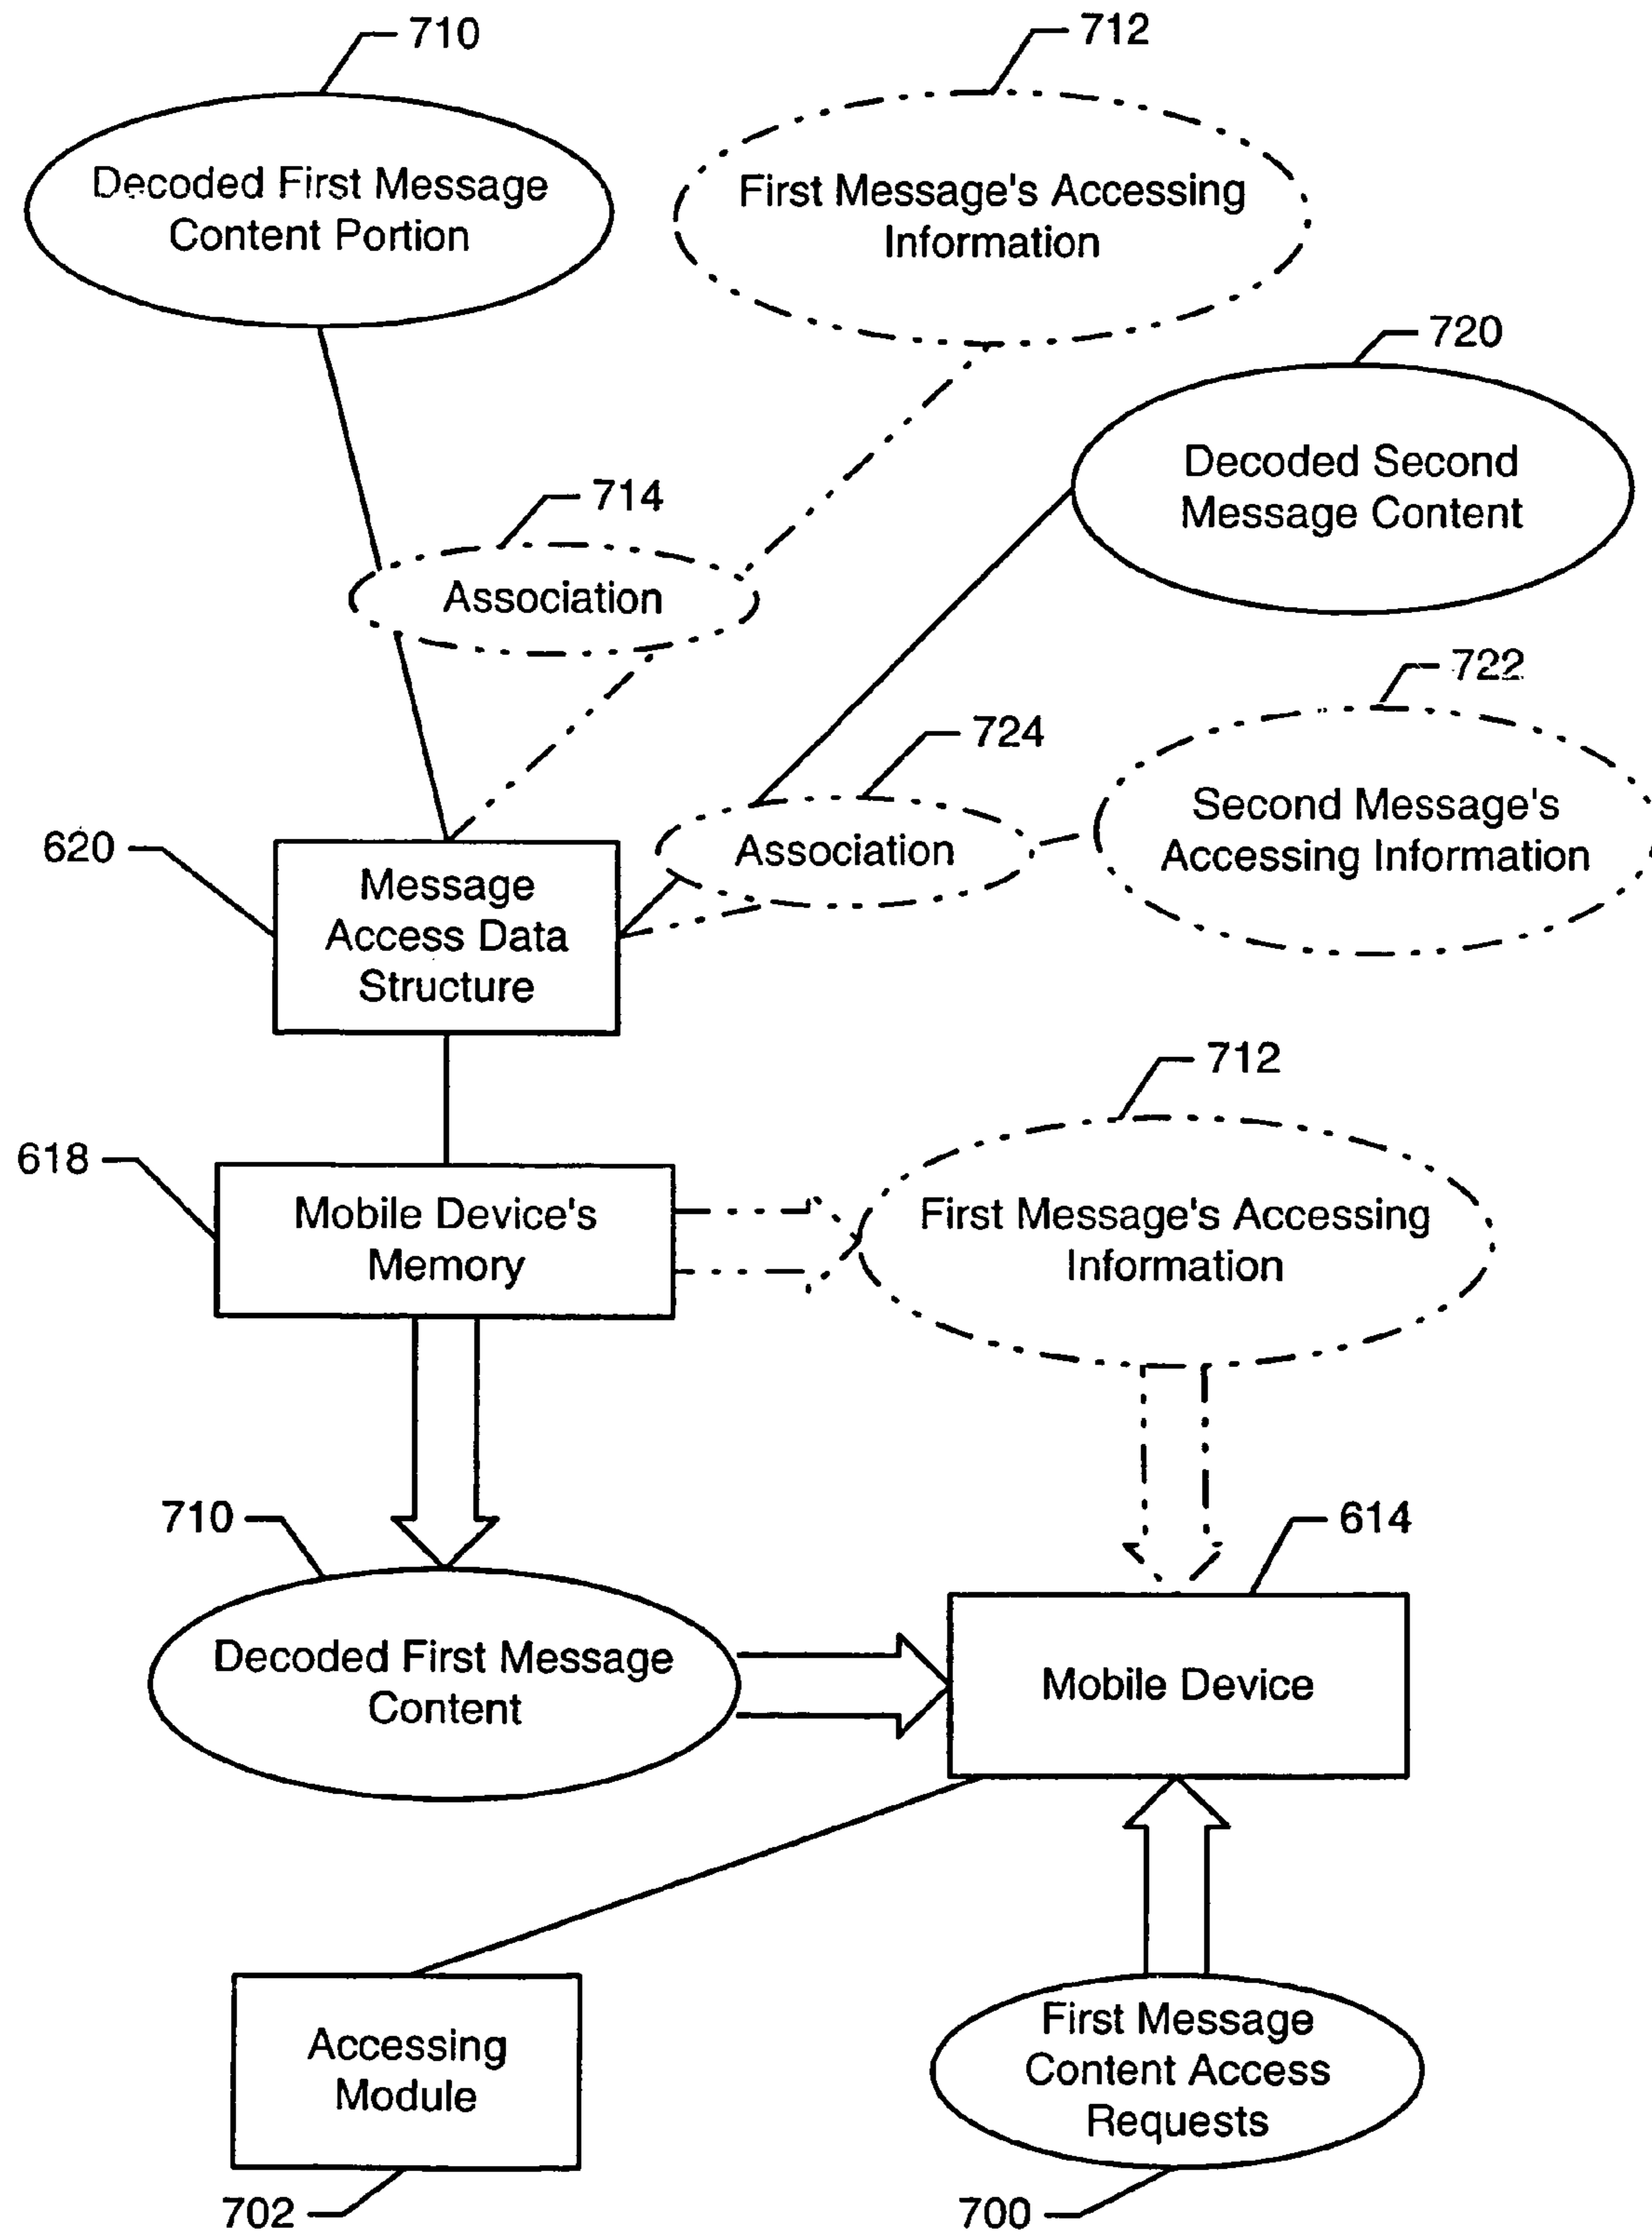 710
712
Decoded First Message
Content Portion
First Message's Accessing
Information
720
Decoded Second
Message Content
714
Association
722
724
Second Message's
Accessing Information
Association
620
Message
Access Data
Structure
712
618
Mobile Device's
Memory
First Message's Accessing
Information
710
614
Decoded First Message
Content
Mobile Device
Accessing
Module
First Message
Content Access
Requests
702
700